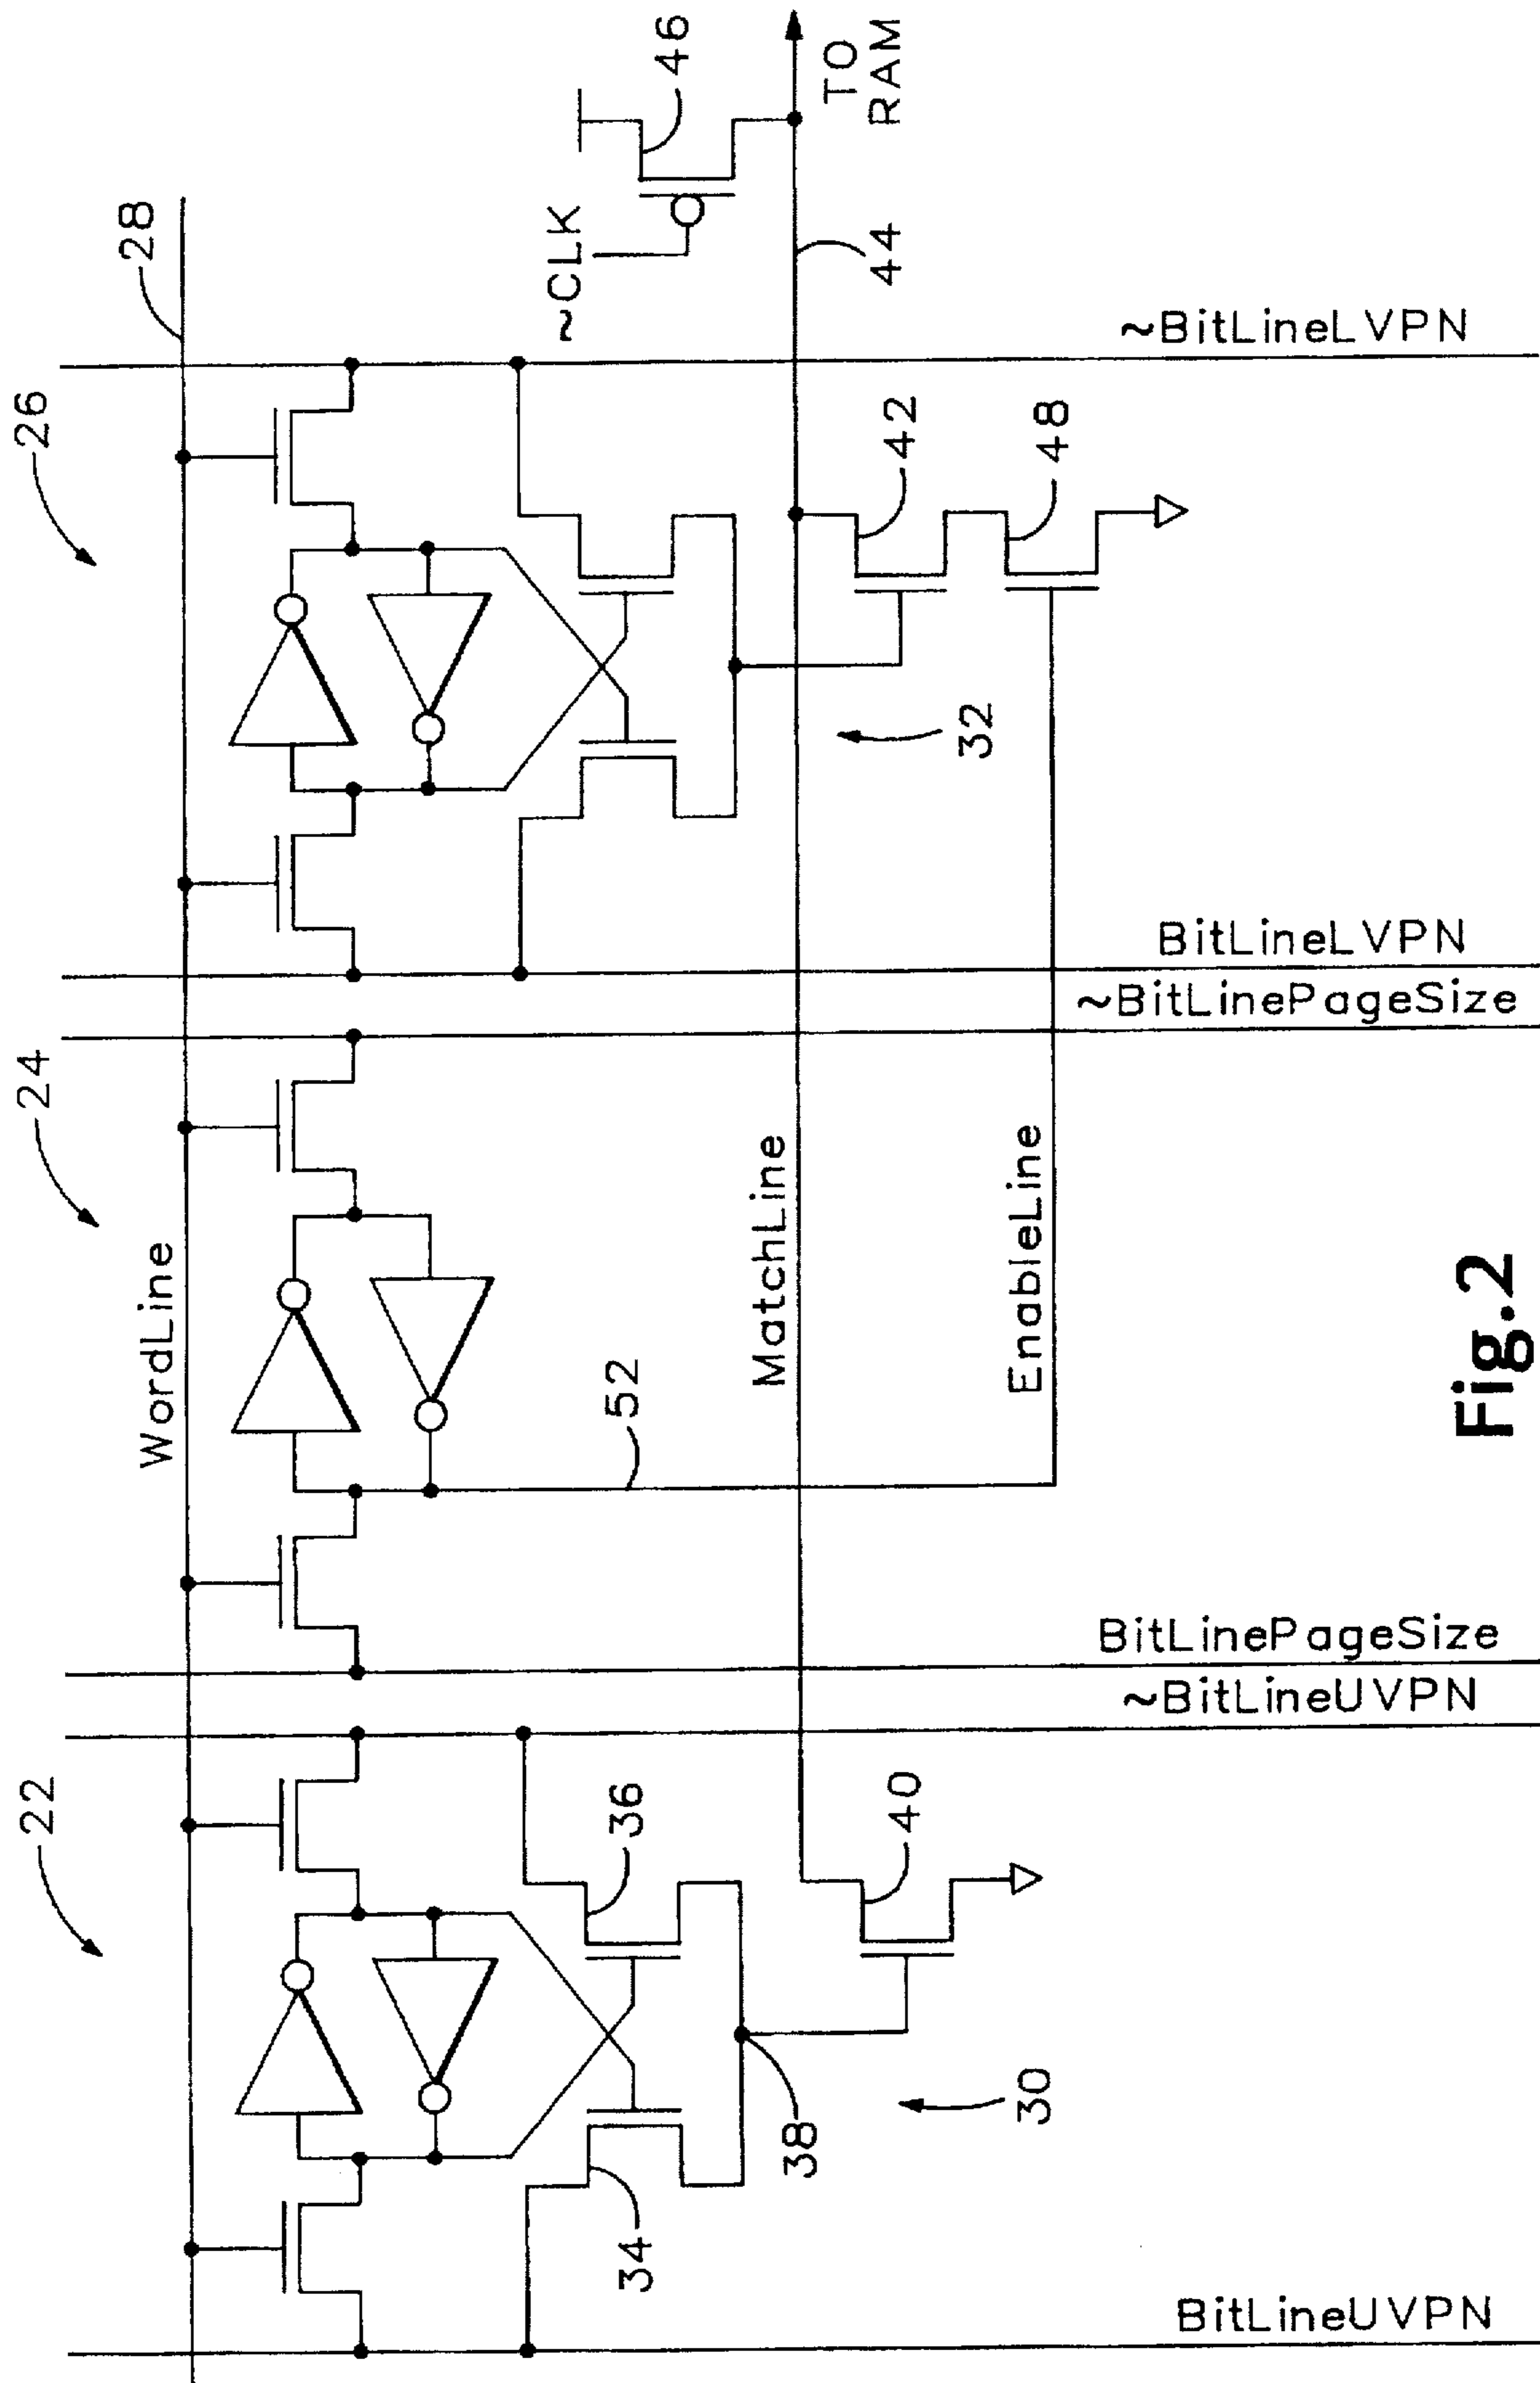 22
24
26
WordLine
28
34
36
38
30
40
52
MatchLine
EnableLine
32
42
48
44
~CLK
46
TO
RAM
BitLineUVPN
~BitLineUVPN
BitLinePageSize
~BitLinePageSize
BitLineLVPN
~BitLineLVPN
Fig.2